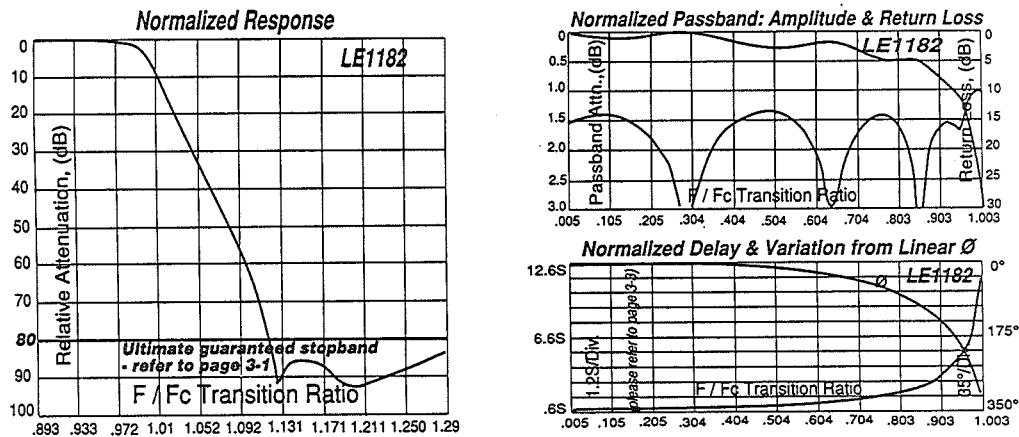 Normalized Response
LE1182
0
10
20
30
40
50
60
70
80
90
100
Relative Attenuation, (dB)
Ultimate guaranteed stopband
- refer to page 3-1
F / Fc Transition Ratio
.893 .933 .972 1.01 1.052 1.092 1.131 1.171 1.211 1.250 1.29
Normalized Passband: Amplitude & Return Loss
LE1182
0
0.5
1.0
1.5
2.0
2.5
3.0
Passband Attn.,(dB)
0
5
10
15
20
25
30
Return Loss, (dB)
F / Fc Transition Ratio
.005 .105 .205 .304 .404 .504 .604 .704 .803 .903 1.003
Normalized Delay & Variation from Linear Ø
LE1182
Ø
12.6S
6.6S
.6S
1.2S/Div.
(please refer to page 3-3)
0°
175°
350°
F / Fc Transition Ratio
.005 .105 .205 .304 .404 .504 .604 .704 .803 .903 1.003